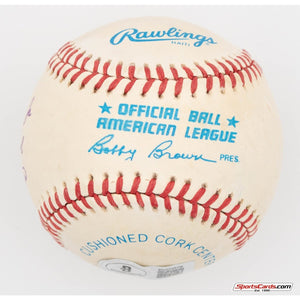 Rawlings
HAITI
OFFICIAL BALL
AMERICAN LEAGUE
Bobby Brown PRES.
CUSHIONED CORK CENTER
SportsCards.com